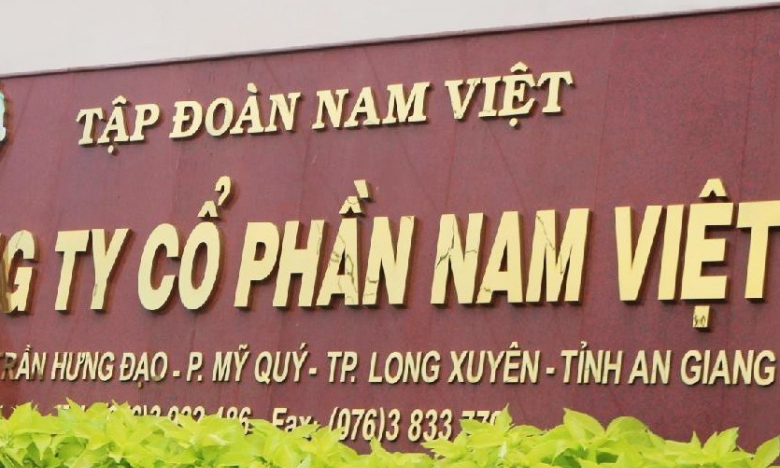 TẬP ĐOÀN NAM VIỆT
TY CỔ PHẦN NAM VIỆT
HƯNG ĐẠO - P. MỸ QUÝ - TP. LONG XUYÊN - TỈNH AN GIANG
Fax: (076)3 833